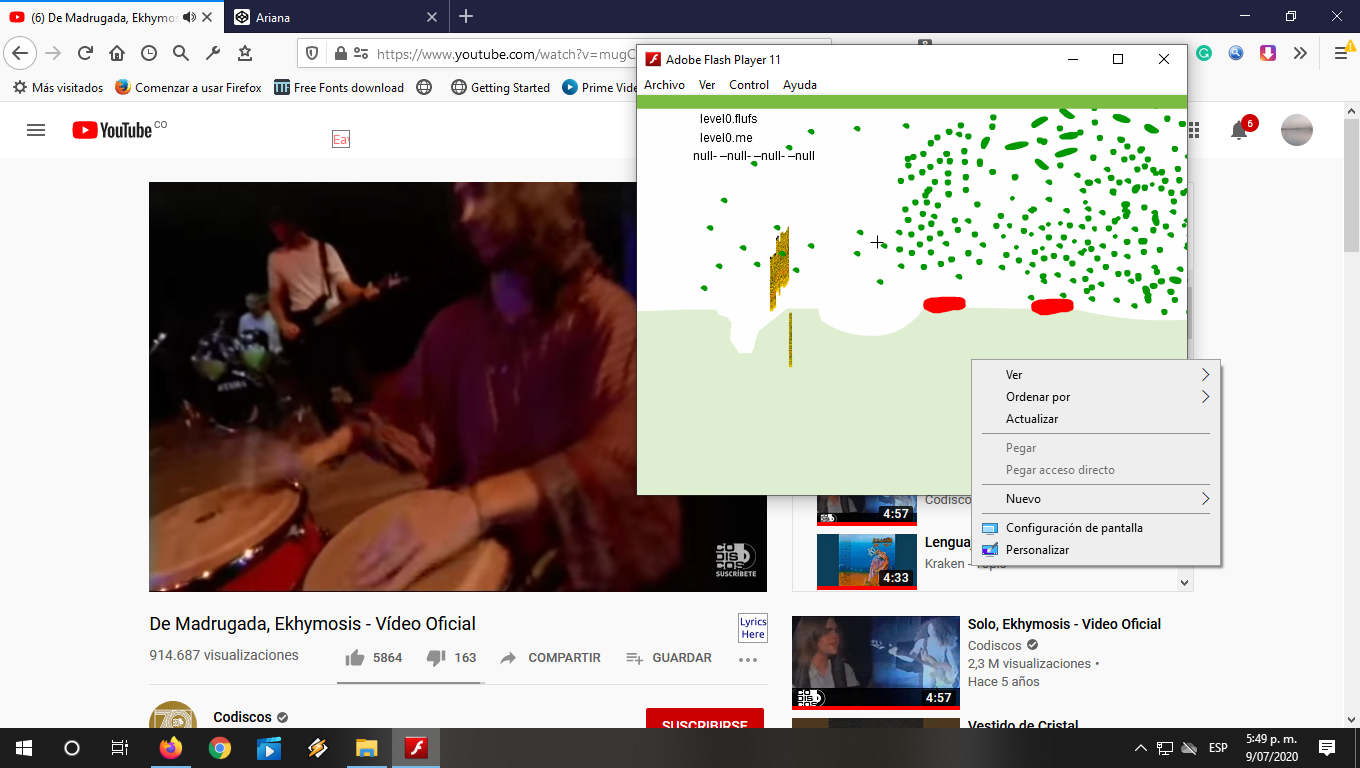 (6) De Madrugada, Ekhymos
Ariana
https://www.youtube.com/watch?v=mugC
Más visitados
Comenzar a usar Firefox
Free Fonts download
Getting Started
Prime Vide
YouTube CO
Ea
6
Adobe Flash Player 11
Archivo Ver Control Ayuda
level0.flufs
level0.me
null- –null- –null- –null
Ver
Ordenar por
Actualizar
Pegar
Pegar acceso directo
Nuevo
Configuración de pantalla
Personalizar
CODISCOS
SUSCRÍBETE
4:57
Codisco
Lengua
Kraken - Topic
4:33
De Madrugada, Ekhymosis - Vídeo Oficial
Lyrics
Here
914.687 visualizaciones
5864
163
COMPARTIR
GUARDAR
Codiscos
SUSCRIBIRSE
4:57
Solo, Ekhymosis - Video Oficial
Codiscos
2,3 M visualizaciones •
Hace 5 años
Vestido de Cristal
ESP
5:49 p. m.
9/07/2020